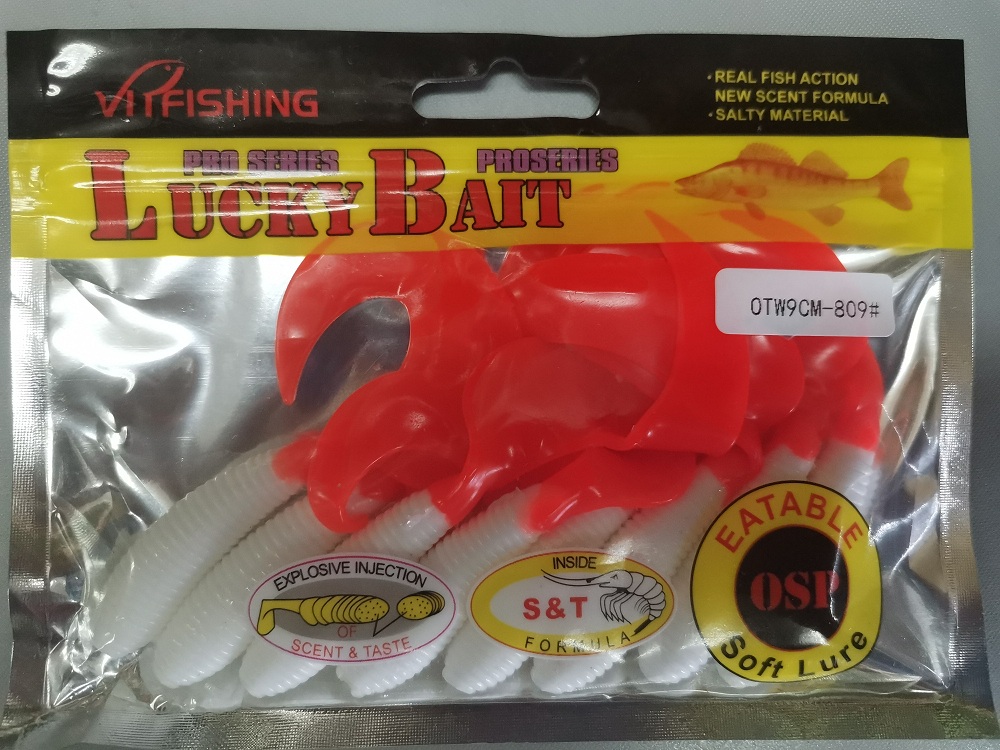 VITFISHING
· REAL FISH ACTION
NEW SCENT FORMULA
· SALTY MATERIAL
PRO SERIES
PROSERIES
LUCKY BAIT
OTW9CM-809#
EXPLOSIVE INJECTION
OF
SCENT & TASTE
INSIDE
S & T
FORMULA
EATABLE
OSP
Soft Lure